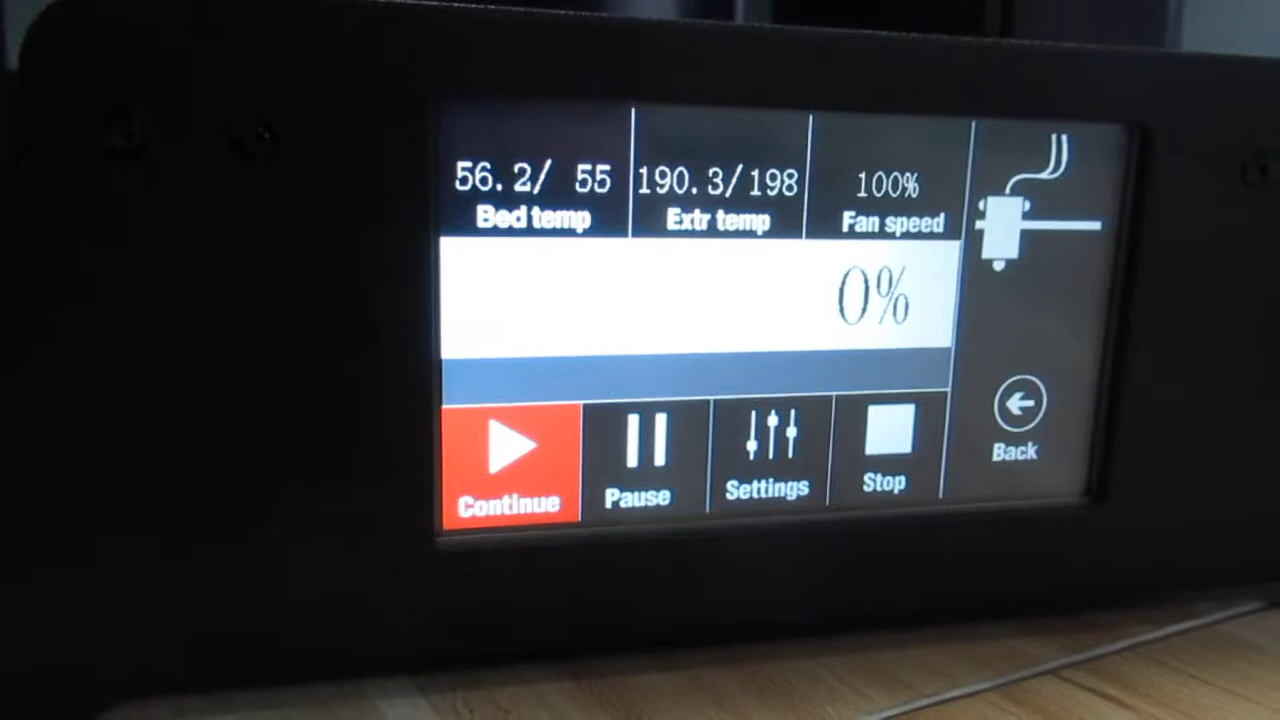 56.2/ 55
Bed temp
190.3/198
Extr temp
100%
Fan speed
0%
Continue
Pause
Settings
Stop
Back